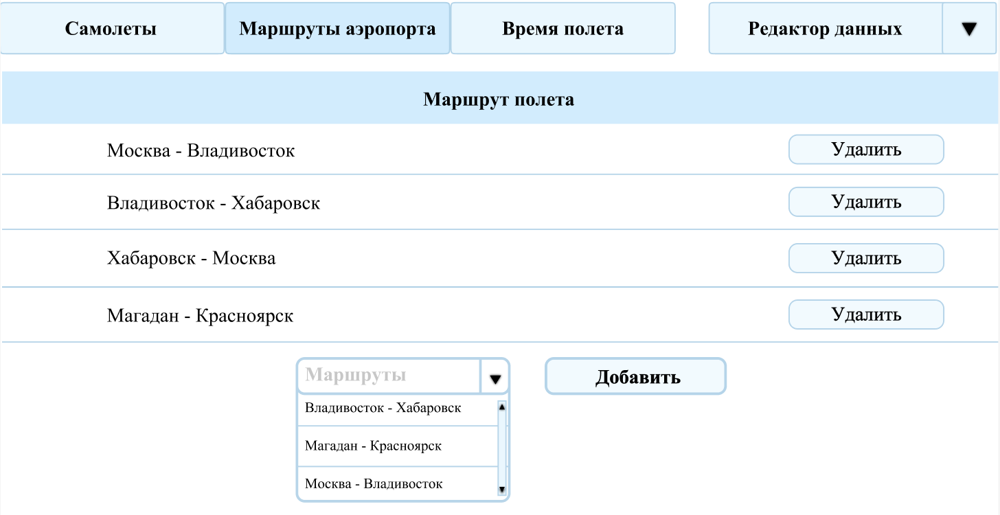 Самолеты Маршруты аэропорта Время полета Редактор данных
Маршрут полета
Москва - Владивосток Удалить
Владивосток - Хабаровск Удалить
Хабаровск - Москва Удалить
Магадан - Красноярск Удалить
Маршруты Добавить
Владивосток - Хабаровск
Магадан - Красноярск
Москва - Владивосток